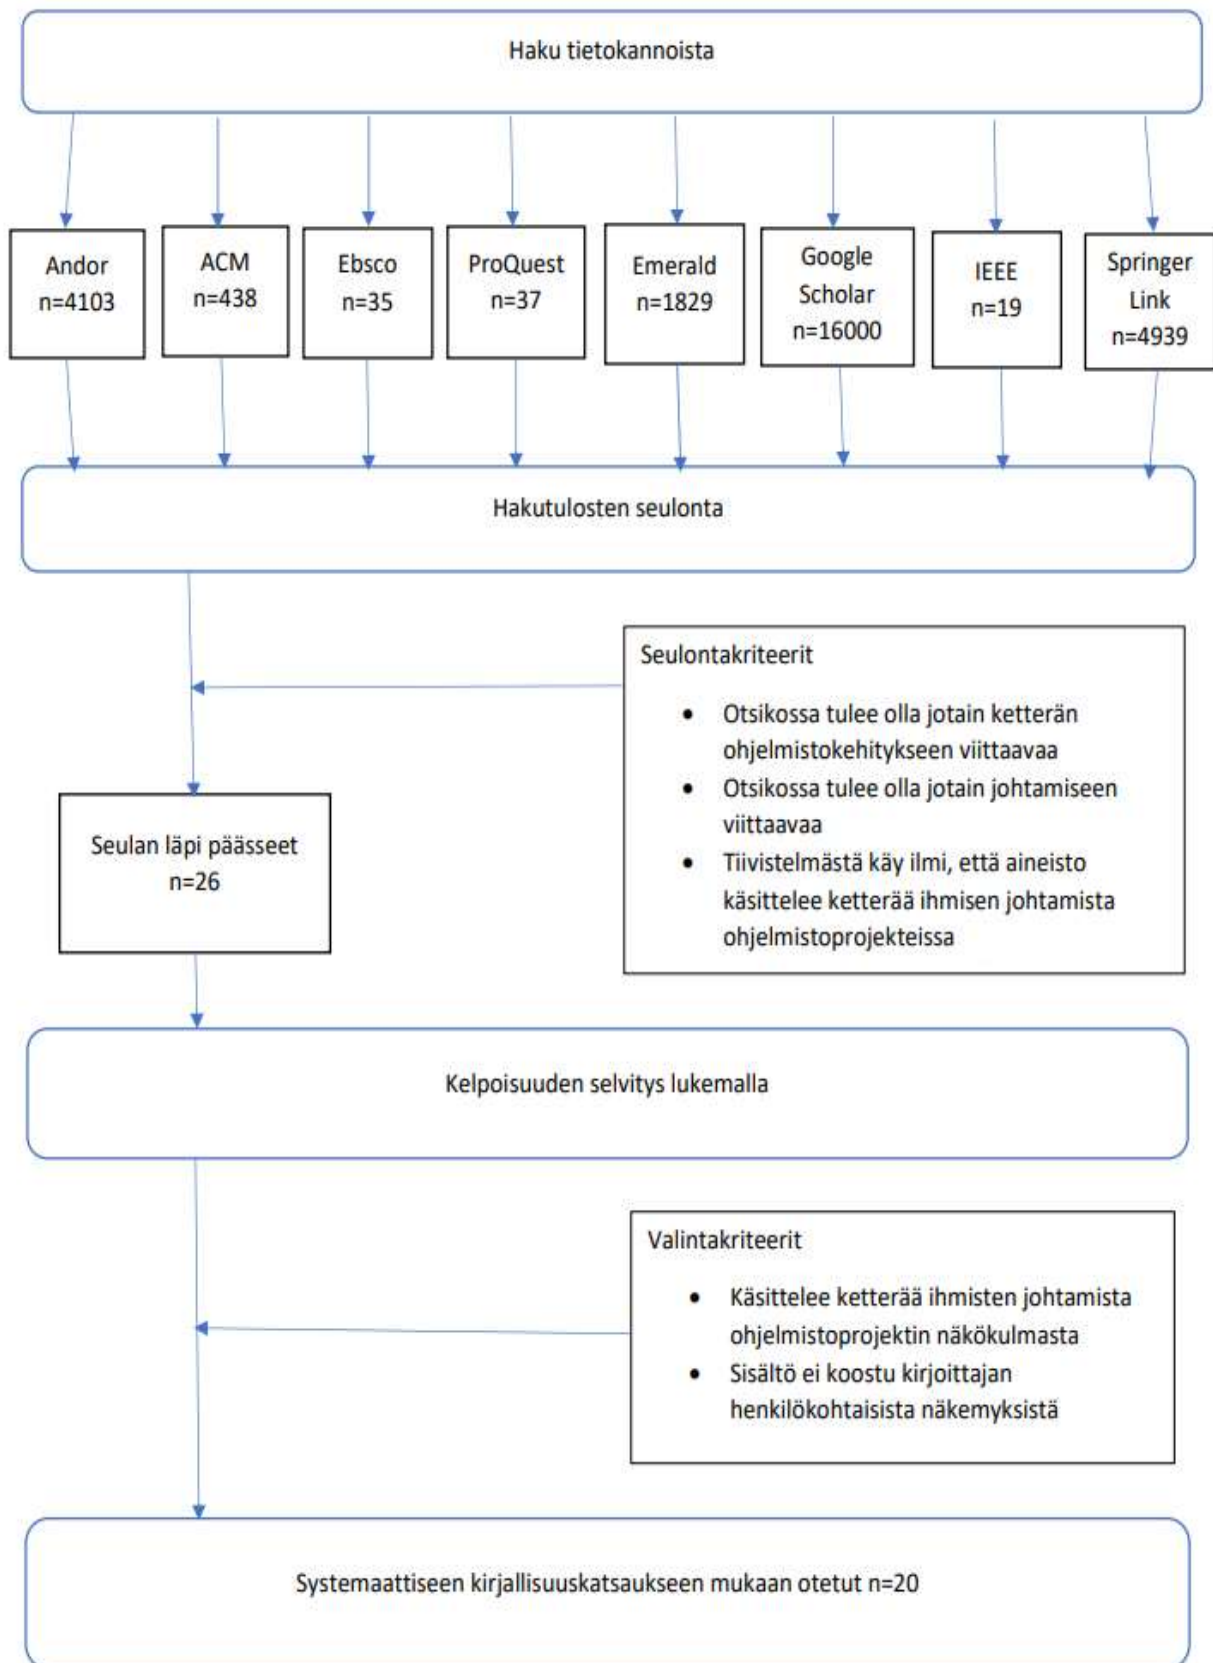 Haku tietokannoista
Andor
n=4103
ACM
n=438
Ebsco
n=35
ProQuest
n=37
Emerald
n=1829
Google
Scholar
n=16000
IEEE
n=19
Springer
Link
n=4939
Hakutulosten seulonta
Seulontakriteerit
• Otsikossa tulee olla jotain ketterän
ohjelmistokehitykseen viittaavaa
• Otsikossa tulee olla jotain johtamiseen
viittaavaa
• Tiivistelmästä käy ilmi, että aineisto
käsittelee ketterää ihmisen johtamista
ohjelmistoprojekteissa
Seulan läpi päässeet
n=26
Kelpoisuuden selvitys lukemalla
Valintakriteerit
• Käsittelee ketterää ihmisten johtamista
ohjelmistoprojektin näkökulmasta
• Sisältö ei koostu kirjoittajan
henkilökohtaisista näkemyksistä
Systemaattiseen kirjallisuuskatsaukseen mukaan otetut n=20